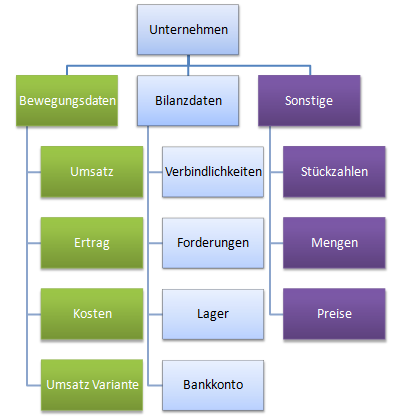 Unternehmen
Bewegungsdaten
Bilanzdaten
Sonstige
Umsatz
Verbindlichkeiten
Stückzahlen
Ertrag
Forderungen
Mengen
Kosten
Lager
Preise
Umsatz Variante
Bankkonto